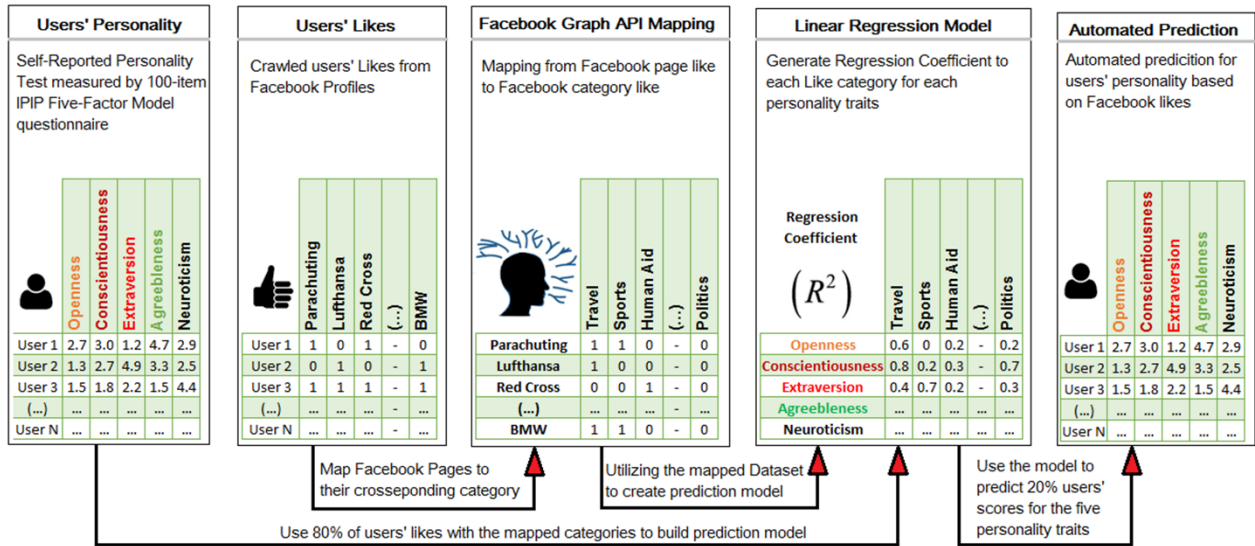 Users' Personality
Self-Reported Personality
Test measured by 100-item
IPIP Five-Factor Model
questionnaire
Openness
Conscientiousness
Extraversion
Agreebleness
Neuroticism
User 1 2.7 3.0 1.2 4.7 2.9
User 2 1.3 2.7 4.9 3.3 2.5
User 3 1.5 1.8 2.2 1.5 4.4
(...) ... ... ... ... ...
User N ... ... ... ... ...
Users' Likes
Crawled users' Likes from
Facebook Profiles
Parachuting
Lufthansa
Red Cross
(...)
BMW
User 1 1 0 1 - 0
User 2 0 1 0 - 1
User 3 1 1 1 - 1
(...) ... ... ... - ...
User N ... ... ... - ...
Facebook Graph API Mapping
Mapping from Facebook page like
to Facebook category like
Travel
Sports
Human Aid
(...)
Politics
Parachuting 1 1 0 - 0
Lufthansa 1 1 0 - 0
Red Cross 0 0 1 - 0
(...) ... ... ... - ...
BMW 1 1 0 - 0
Linear Regression Model
Generate Regression Coefficient to
each Like category for each
personality traits
Regression
Coefficient
(R²)
Travel
Sports
Human Aid
(...)
Politics
Openness 0.6 0 0.2 - 0.2
Conscientiousness 0.8 0.2 0.3 - 0.7
Extraversion 0.4 0.7 0.2 - 0.3
Agreebleness ... ... ... ... ...
Neuroticism ... ... ... ... ...
Automated Prediction
Automated predicition for
users' personality based
on Facebook likes
Openness
Conscientiousness
Extraversion
Agreebleness
Neuroticism
User 1 2.7 3.0 1.2 4.7 2.9
User 2 1.3 2.7 4.9 3.3 2.5
User 3 1.5 1.8 2.2 1.5 4.4
(...) ... ... ... ... ...
User N ... ... ... ... ...
Map Facebook Pages to
their crosseponding category
Utilizing the mapped Dataset
to create prediction model
Use the model to
predict 20% users'
scores for the five
personality traits
Use 80% of users' likes with the mapped categories to build prediction model